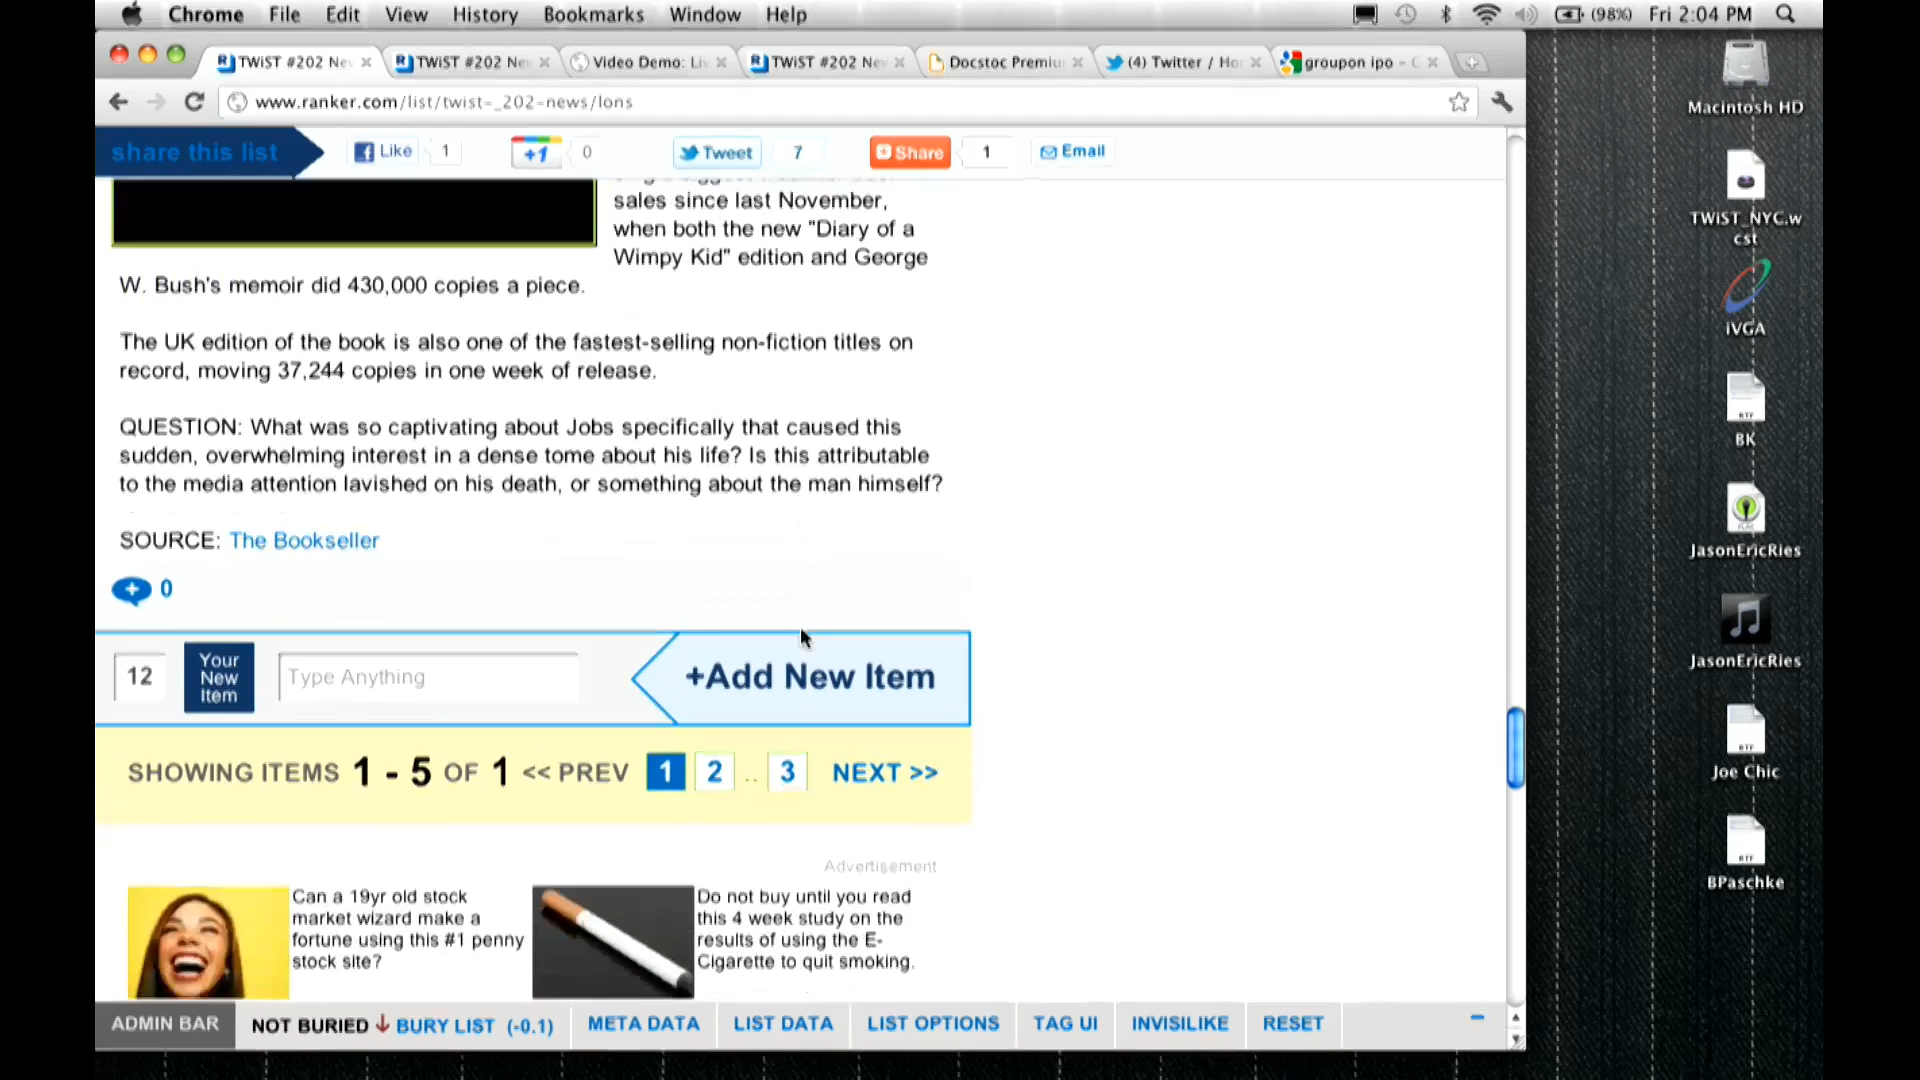 Chrome File Edit View History Bookmarks Window Help (98%) Fri 2:04 PM
TWiST #202 Nev TWiST #202 Nev Video Demo: Liv TWiST #202 Nev Docstoc Premiu (4) Twitter / Ho groupon ipo -
www.ranker.com/list/twist-_202-news/lons
share this list Like 1 +1 0 Tweet 7 Share 1 Email
sales since last November,
when both the new "Diary of a
Wimpy Kid" edition and George
W. Bush's memoir did 430,000 copies a piece.
The UK edition of the book is also one of the fastest-selling non-fiction titles on
record, moving 37,244 copies in one week of release.
QUESTION: What was so captivating about Jobs specifically that caused this
sudden, overwhelming interest in a dense tome about his life? Is this attributable
to the media attention lavished on his death, or something about the man himself?
SOURCE: The Bookseller
0
12
Your
New
Item
Type Anything
+Add New Item
SHOWING ITEMS 1 - 5 OF 1 << PREV 1 2 .. 3 NEXT >>
Advertisement
Can a 19yr old stock
market wizard make a
fortune using this #1 penny
stock site?
Do not buy until you read
this 4 week study on the
results of using the E-
Cigarette to quit smoking.
ADMIN BAR NOT BURIED BURY LIST (-0.1) META DATA LIST DATA LIST OPTIONS TAG UI INVISILIKE RESET
Macintosh HD
TWiST_NYC.w
cst
iVGA
RTF
BK
FLAC
JasonEricRies
JasonEricRies
RTF
Joe Chic
RTF
BPaschke